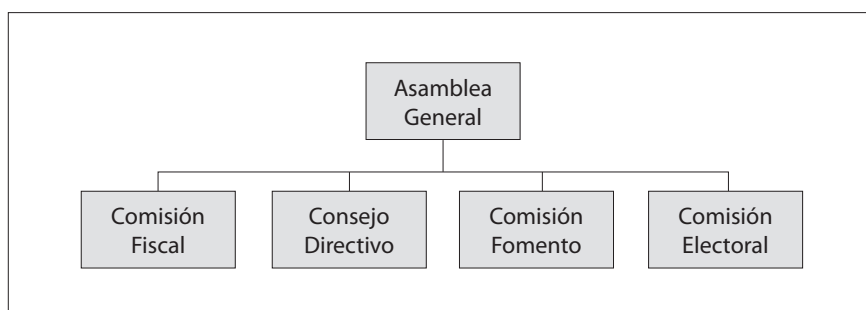 Asamblea
General
Comisión
Fiscal
Consejo
Directivo
Comisión
Fomento
Comisión
Electoral